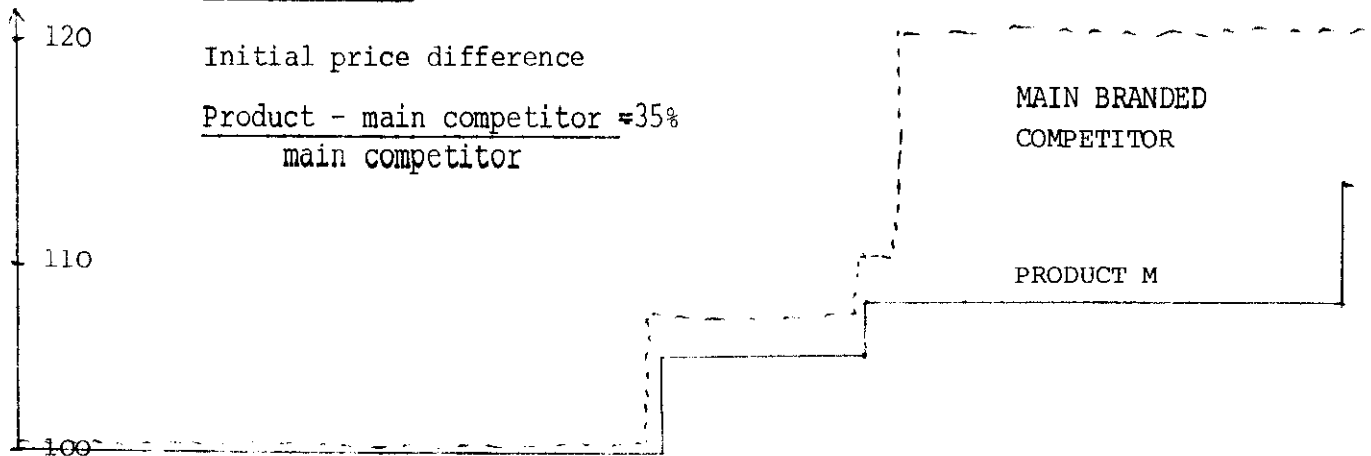 120
Initial price difference
Product - main competitor =35%
main competitor
MAIN BRANDED
COMPETITOR
110
PRODUCT M
100